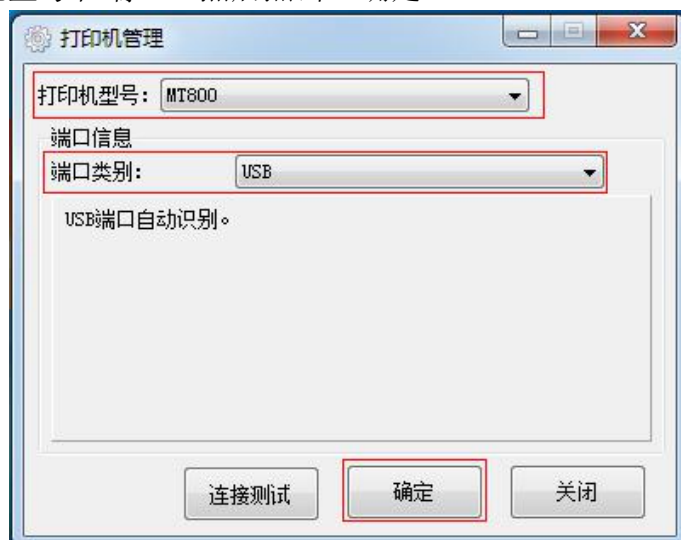 打印机管理
打印机型号: MT800
端口信息
端口类别: USB
USB端口自动识别。
连接测试 确定 关闭